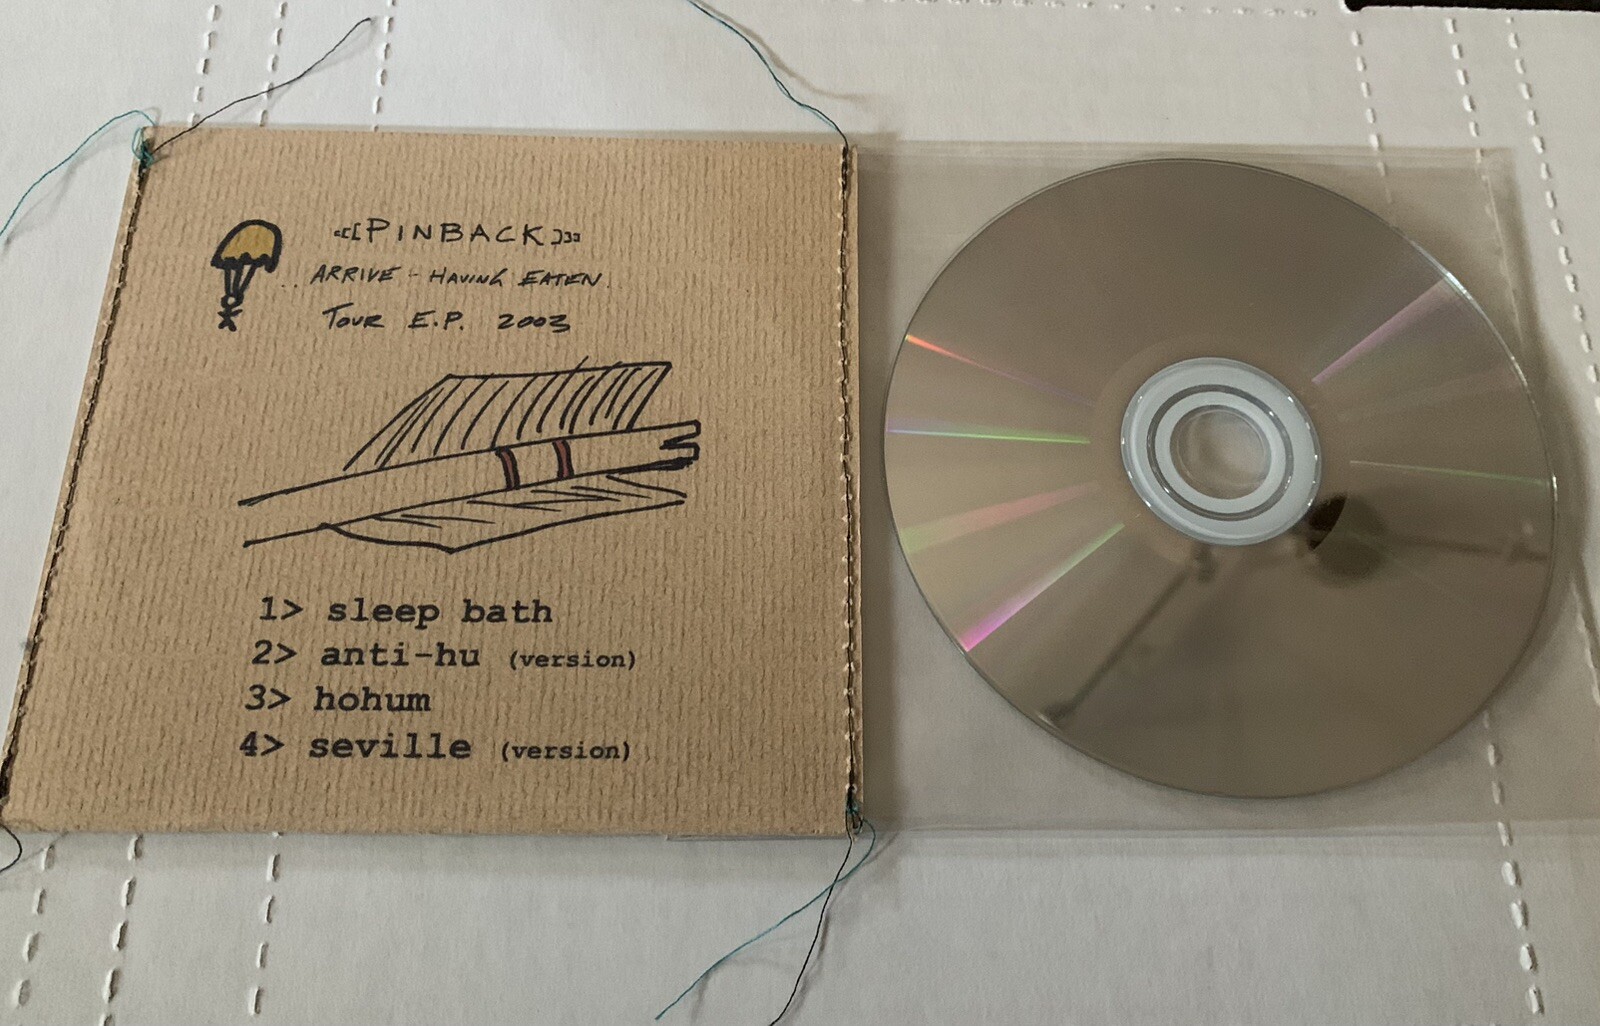 «([PINBACK])»
ARRIVE - HAVING EATEN
TOUR E.P. 2003
1> sleep bath
2> anti-hu (version)
3> hohum
4> seville (version)